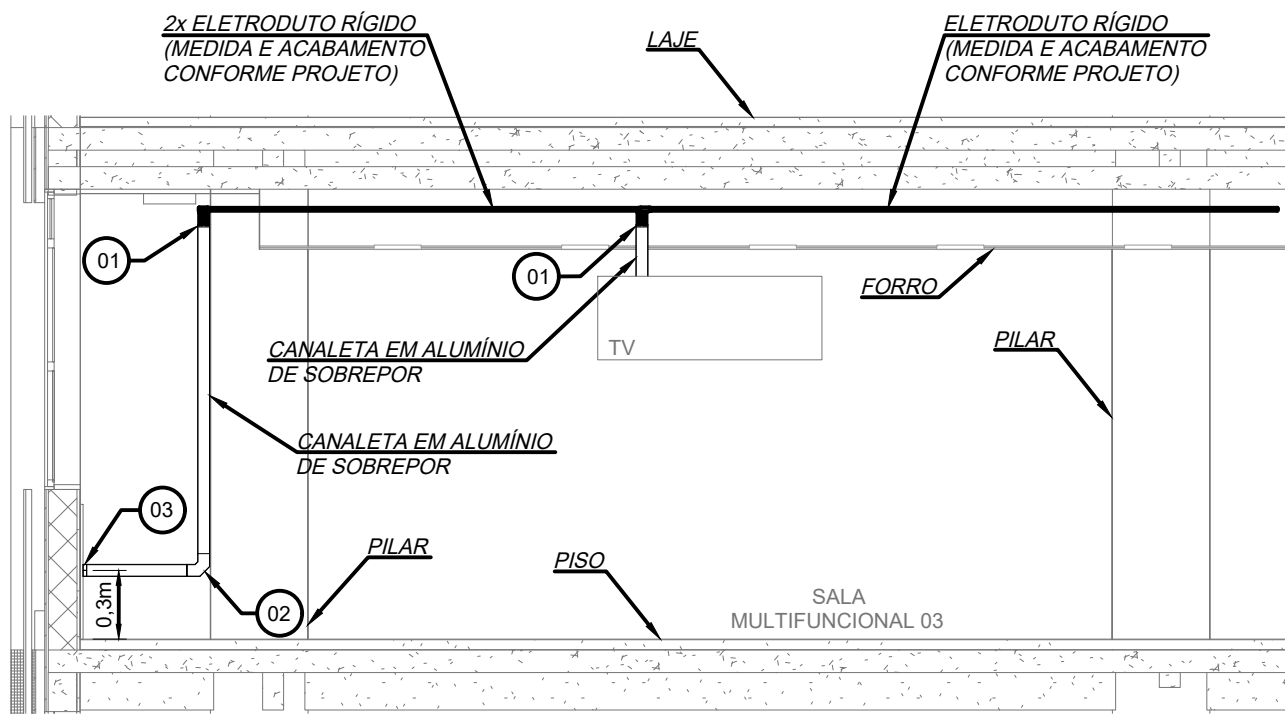 2x ELETRODUTO RÍGIDO
(MEDIDA E ACABAMENTO
CONFORME PROJETO)
LAJE
ELETRODUTO RÍGIDO
(MEDIDA E ACABAMENTO
CONFORME PROJETO)
01
01
FORRO
CANALETA EM ALUMÍNIO
DE SOBREPOR
TV
PILAR
CANALETA EM ALUMÍNIO
DE SOBREPOR
03
PILAR
PISO
0,3m
02
SALA
MULTIFUNCIONAL 03